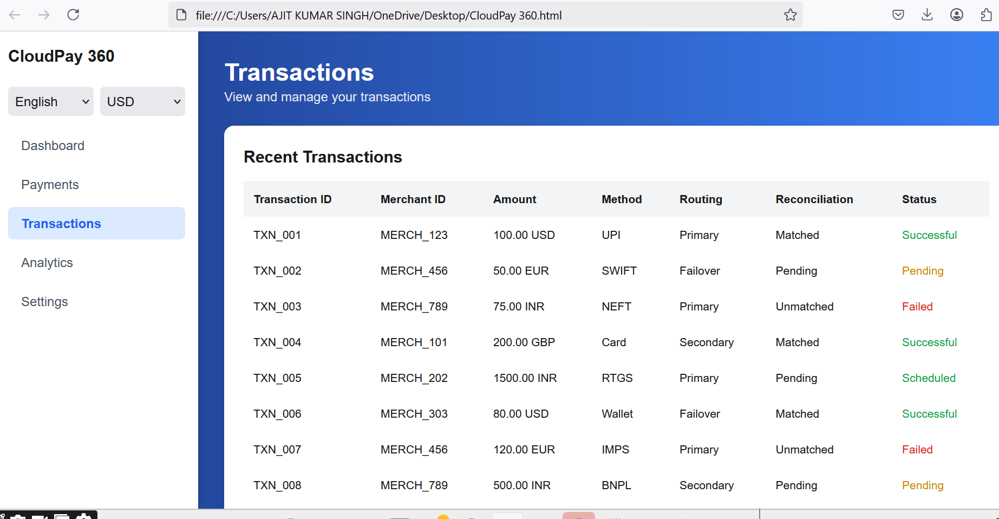 file:///C:/Users/AJIT KUMAR SINGH/OneDrive/Desktop/CloudPay 360.html
CloudPay 360
English USD
Dashboard
Payments
Transactions
Analytics
Settings
Transactions
View and manage your transactions
Recent Transactions
Transaction ID Merchant ID Amount Method Routing Reconciliation Status
TXN_001 MERCH_123 100.00 USD UPI Primary Matched Successful
TXN_002 MERCH_456 50.00 EUR SWIFT Failover Pending Pending
TXN_003 MERCH_789 75.00 INR NEFT Primary Unmatched Failed
TXN_004 MERCH_101 200.00 GBP Card Secondary Matched Successful
TXN_005 MERCH_202 1500.00 INR RTGS Primary Pending Scheduled
TXN_006 MERCH_303 80.00 USD Wallet Failover Matched Successful
TXN_007 MERCH_456 120.00 EUR IMPS Primary Unmatched Failed
TXN_008 MERCH_789 500.00 INR BNPL Secondary Pending Pending